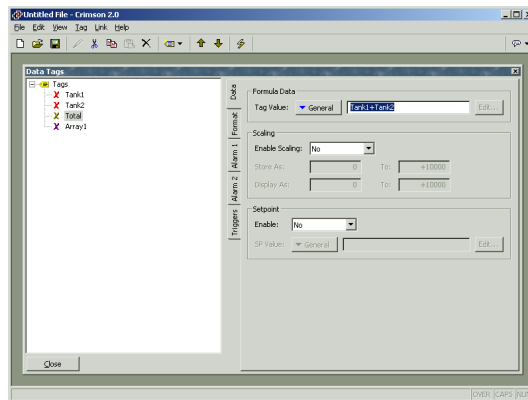 Untitled File - Crimson 2.0
File Edit View Tag Link Help
Data Tags
Tags
Tank1
Tank2
Total
Array1
Close
Data
Format
Alarm 1
Alarm 2
Triggers
Formula Data
Tag Value: General Tank1+Tank2 Edit...
Scaling
Enable Scaling: No
Store As: 0 To: +10000
Display As: 0 To: +10000
Setpoint
Enable: No
SP Value: General Edit...
OVER CAPS NUM